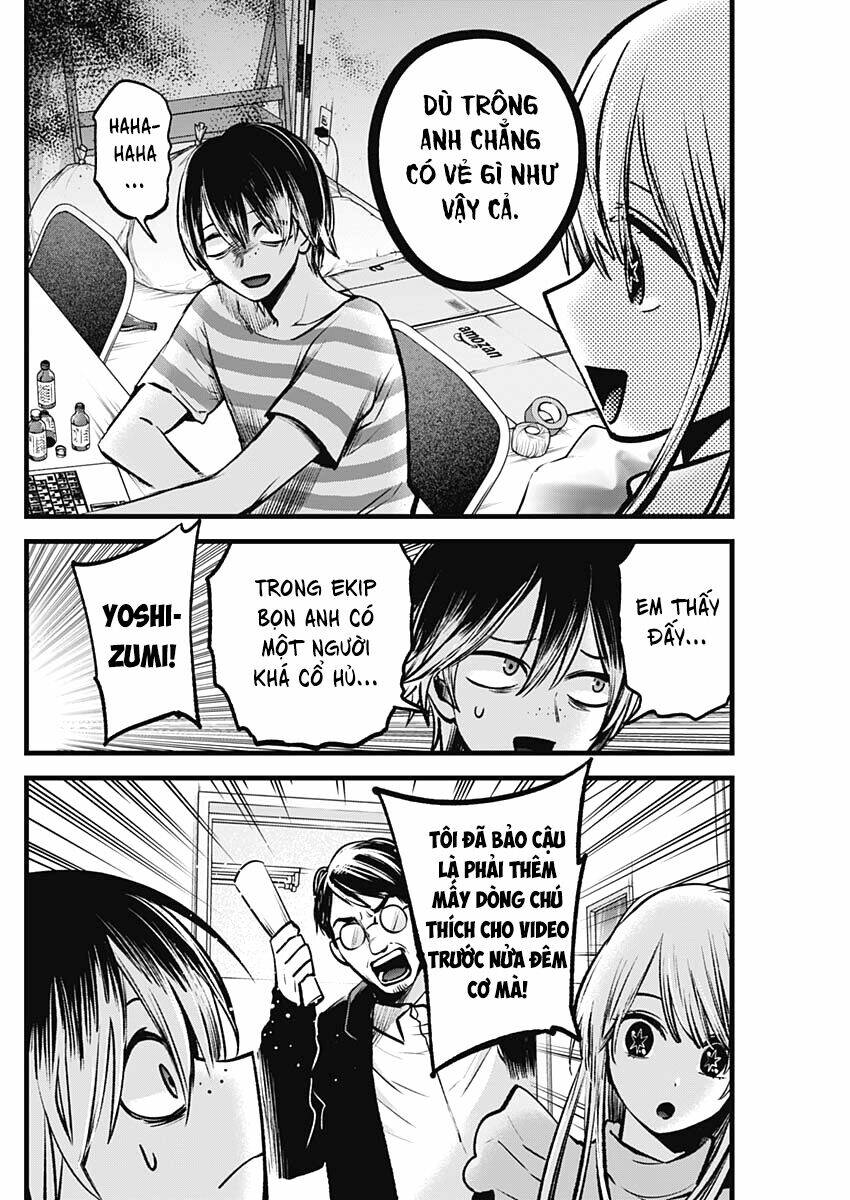 DÙ TRÔNG
ANH CHẲNG
CÓ VẺ GÌ NHƯ
VẬY CẢ.
HAHA-
HAHA
...
amozan
EM THẤY
ĐẤY...
TRONG EKIP
BỌN ANH CÓ
MỘT NGƯỜI
KHÁ CỔ HỦ...
YOSHI-
ZUMI!
TÔI ĐÃ BẢO CẬU
LÀ PHẢI THÊM
MẤY DÒNG CHÚ
THÍCH CHO VIDEO
TRƯỚC NỬA ĐÊM
CƠ MÀ!